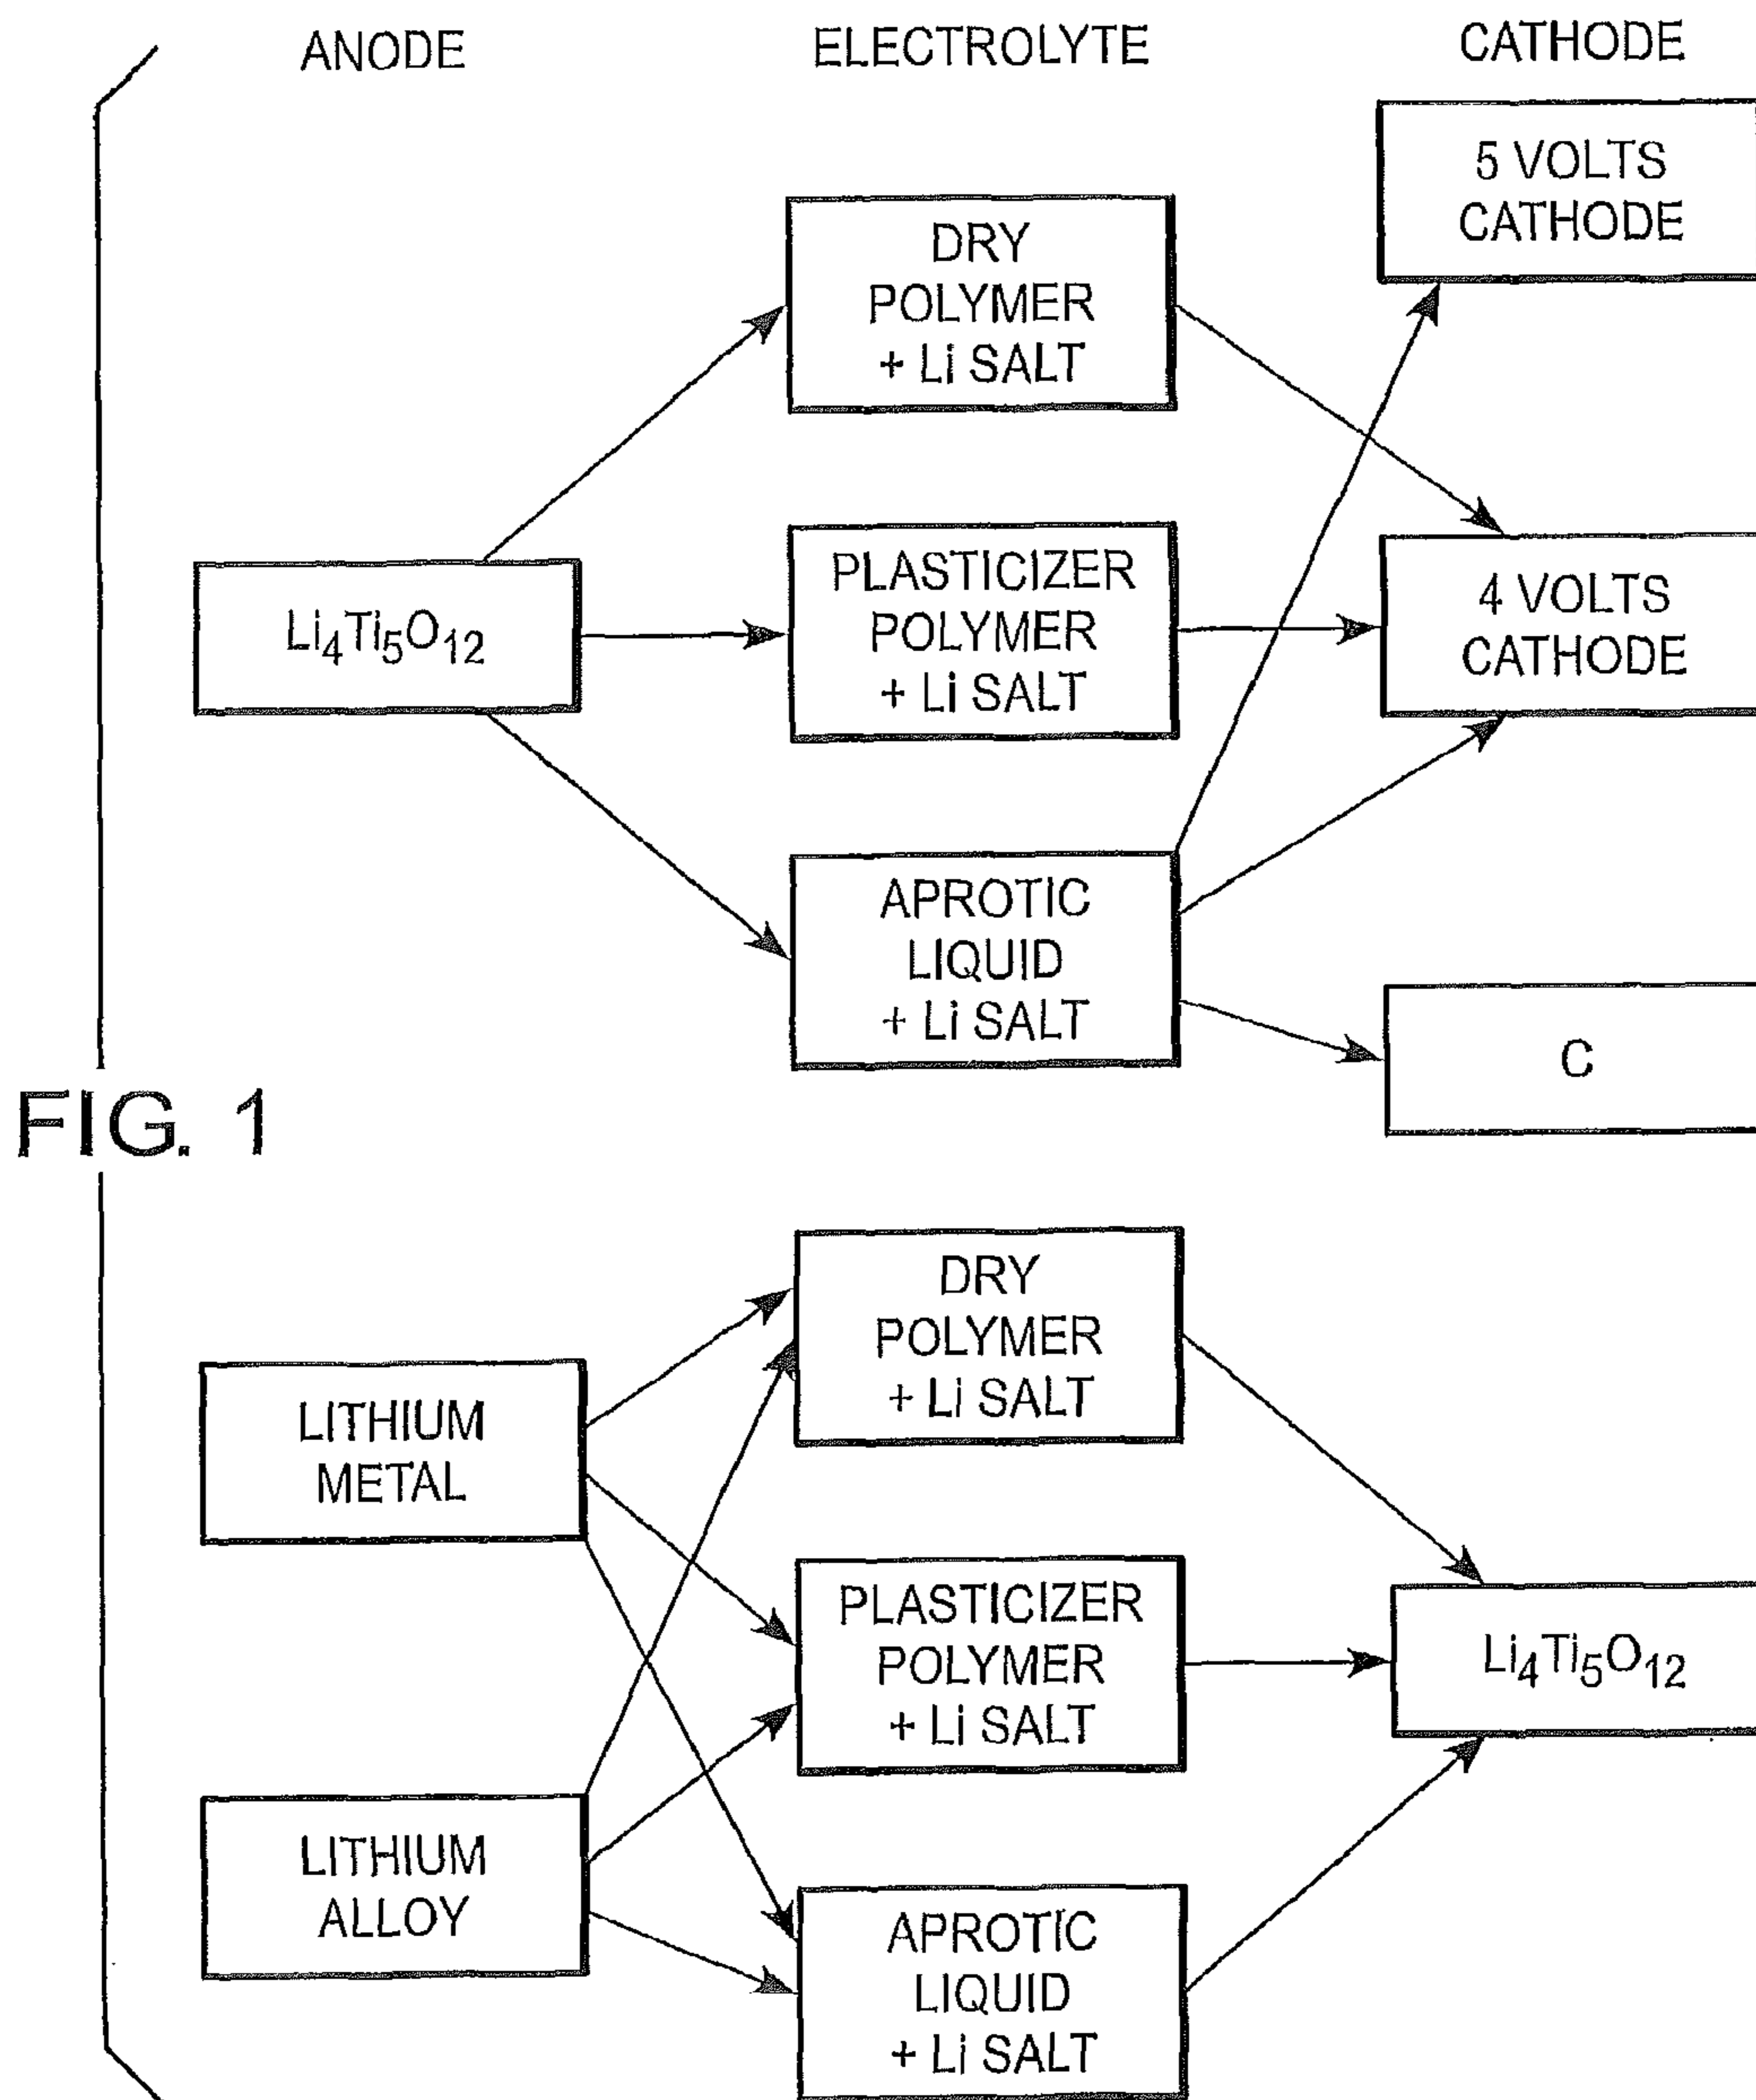 ANODE
ELECTROLYTE
CATHODE
5 VOLTS
CATHODE
DRY
POLYMER
+ Li SALT
Li4Ti5O12
PLASTICIZER
POLYMER
+ Li SALT
4 VOLTS
CATHODE
APROTIC
LIQUID
+ Li SALT
C
FIG. 1
LITHIUM
METAL
DRY
POLYMER
+ Li SALT
PLASTICIZER
POLYMER
+ Li SALT
Li4Ti5O12
LITHIUM
ALLOY
APROTIC
LIQUID
+ Li SALT